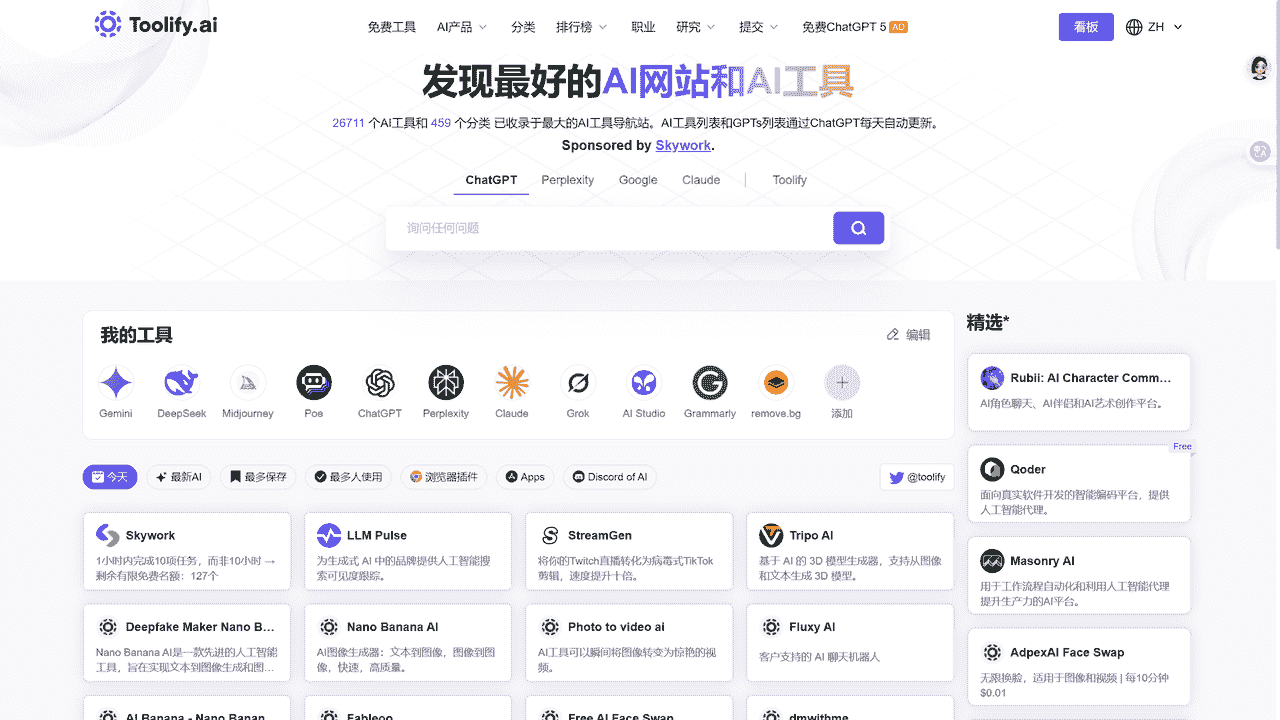 Toolify.ai
免费工具
AI产品
分类
排行榜
职业
研究
提交
免费ChatGPT 5 AD
看板
ZH
发现最好的AI网站和AI工具
26711 个AI工具和 459 个分类 已收录于最大的AI工具导航站。AI工具列表和GPTs列表通过ChatGPT每天自动更新。
Sponsored by Skywork.
ChatGPT
Perplexity
Google
Claude
Toolify
询问任何问题
我的工具
编辑
Gemini
DeepSeek
Midjourney
Poe
ChatGPT
Perplexity
Claude
Grok
AI Studio
Grammarly
remove.bg
添加
今天
最新AI
最多保存
最多人使用
浏览器插件
Apps
Discord of AI
@toolify
Skywork
1小时内完成10项任务，而非10小时 →
剩余有限免费名额：127个
LLM Pulse
为生成式 AI 中的品牌提供人工智能搜
索可见度跟踪。
StreamGen
将你的Twitch直播转化为病毒式TikTok
剪辑，速度提升十倍。
Tripo AI
基于 AI 的 3D 模型生成器，支持从图像
和文本生成 3D 模型。
Deepfake Maker Nano B...
Nano Banana AI是一款先进的人工智能
工具，旨在实现文本到图像生成和图...
Nano Banana AI
AI图像生成器：文本到图像，图像到图
像，快速，高质量。
Photo to video ai
AI工具可以瞬间将图像转变为惊艳的视
频。
Fluxy AI
客户支持的 AI 聊天机器人
AI Banana - Nano Banan
Fableoo
Free AI Face Swap
dmwithme
精选*
Rubii: AI Character Comm...
AI角色聊天、AI伴侣和AI艺术创作平台。
Free
Qoder
面向真实软件开发的智能编码平台，提供
人工智能代理。
Masonry AI
用于工作流程自动化和利用人工智能代理
提升生产力的AI平台。
AdpexAI Face Swap
无限换脸，适用于图像和视频 | 每10分钟
$0.01